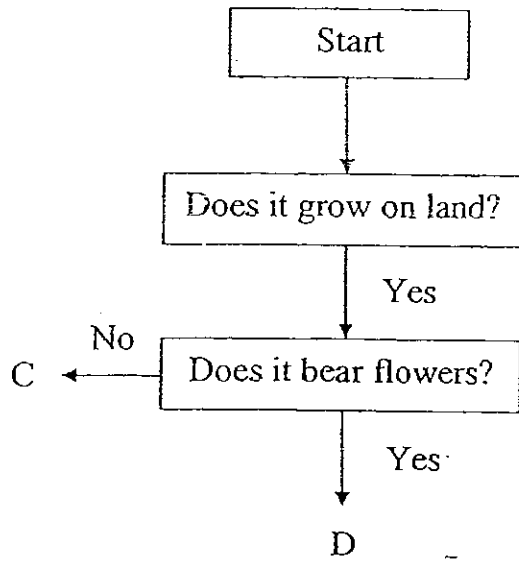 Start
Does it grow on land?
Yes
No
C
Does it bear flowers?
Yes
D